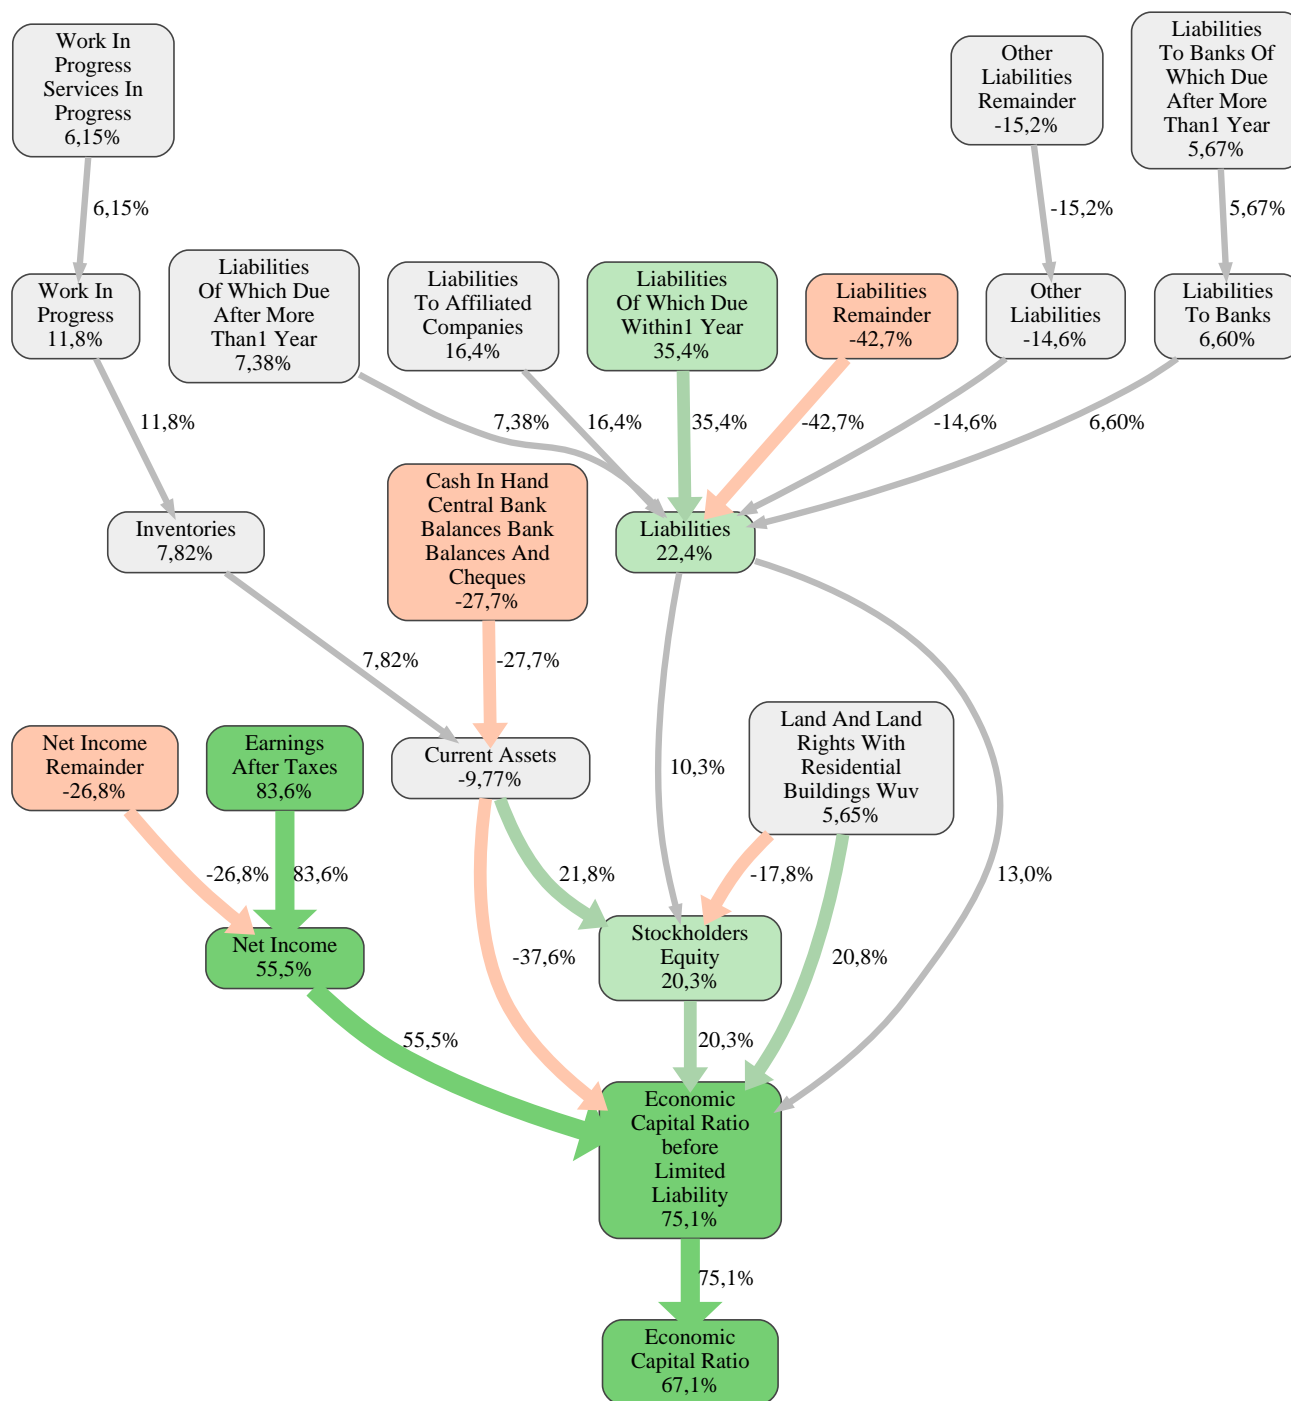 Work In
Progress
Services In
Progress
6,15%
Other
Liabilities
Remainder
-15,2%
Liabilities
To Banks Of
Which Due
After More
Than1 Year
5,67%
6,15%
-15,2%
5,67%
Work In
Progress
11,8%
Liabilities
Of Which Due
After More
Than1 Year
7,38%
Liabilities
To Affiliated
Companies
16,4%
Liabilities
Of Which Due
Within1 Year
35,4%
Liabilities
Remainder
-42,7%
Other
Liabilities
-14,6%
Liabilities
To Banks
6,60%
11,8%
7,38%
16,4%
35,4%
-42,7%
-14,6%
6,60%
Inventories
7,82%
Cash In Hand
Central Bank
Balances Bank
Balances And
Cheques
-27,7%
Liabilities
22,4%
7,82%
-27,7%
Net Income
Remainder
-26,8%
Earnings
After Taxes
83,6%
Current Assets
-9,77%
10,3%
Land And Land
Rights With
Residential
Buildings Wuv
5,65%
-26,8%
83,6%
21,8%
-17,8%
13,0%
Net Income
55,5%
-37,6%
Stockholders
Equity
20,3%
20,8%
55,5%
20,3%
Economic
Capital Ratio
before
Limited
Liability
75,1%
75,1%
Economic
Capital Ratio
67,1%